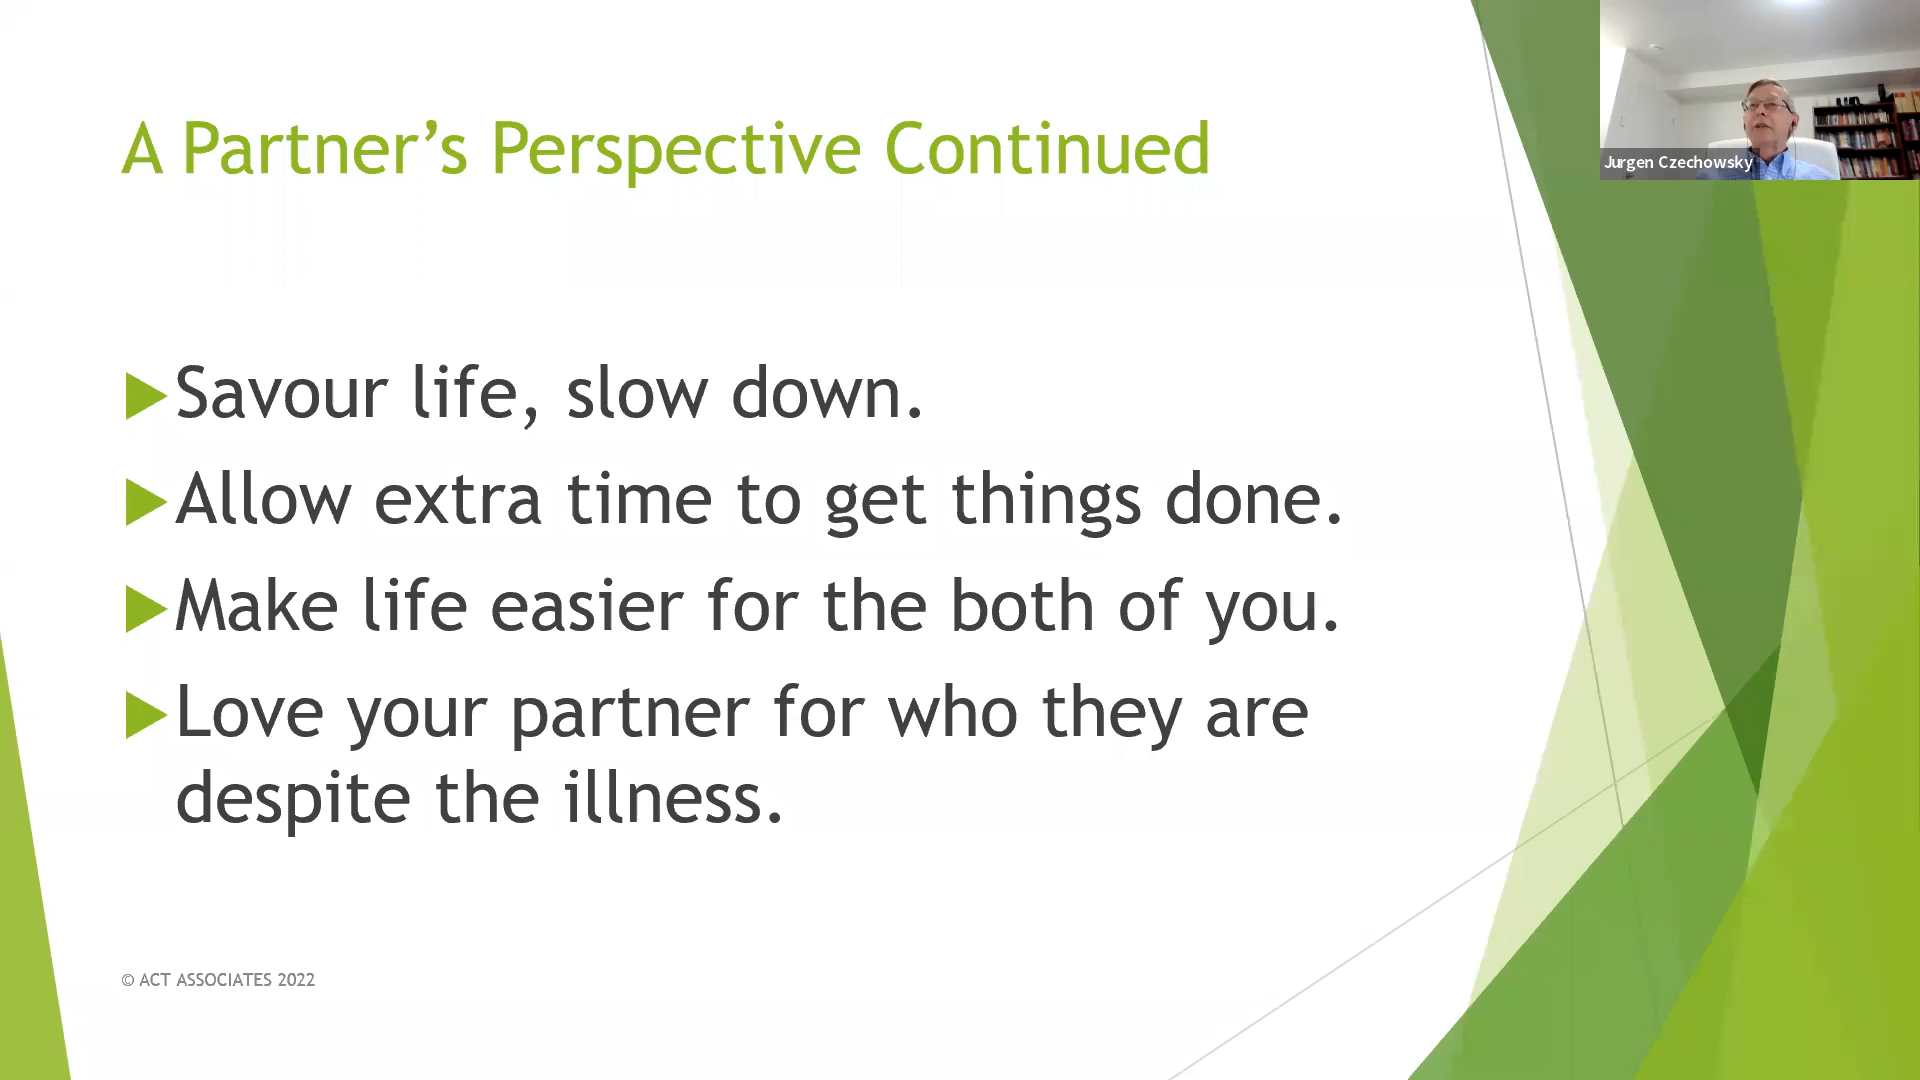 A Partner’s Perspective Continued
Jurgen Czechowsky
Savour life, slow down.
Allow extra time to get things done.
Make life easier for the both of you.
Love your partner for who they are
despite the illness.
© ACT ASSOCIATES 2022